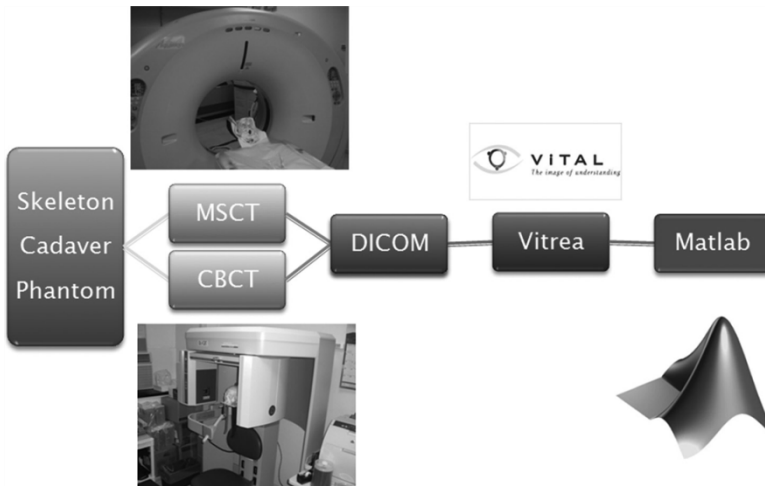 Skeleton
Cadaver
Phantom
MSCT
CBCT
DICOM
VITAL
The image of understanding
Vitrea
Matlab